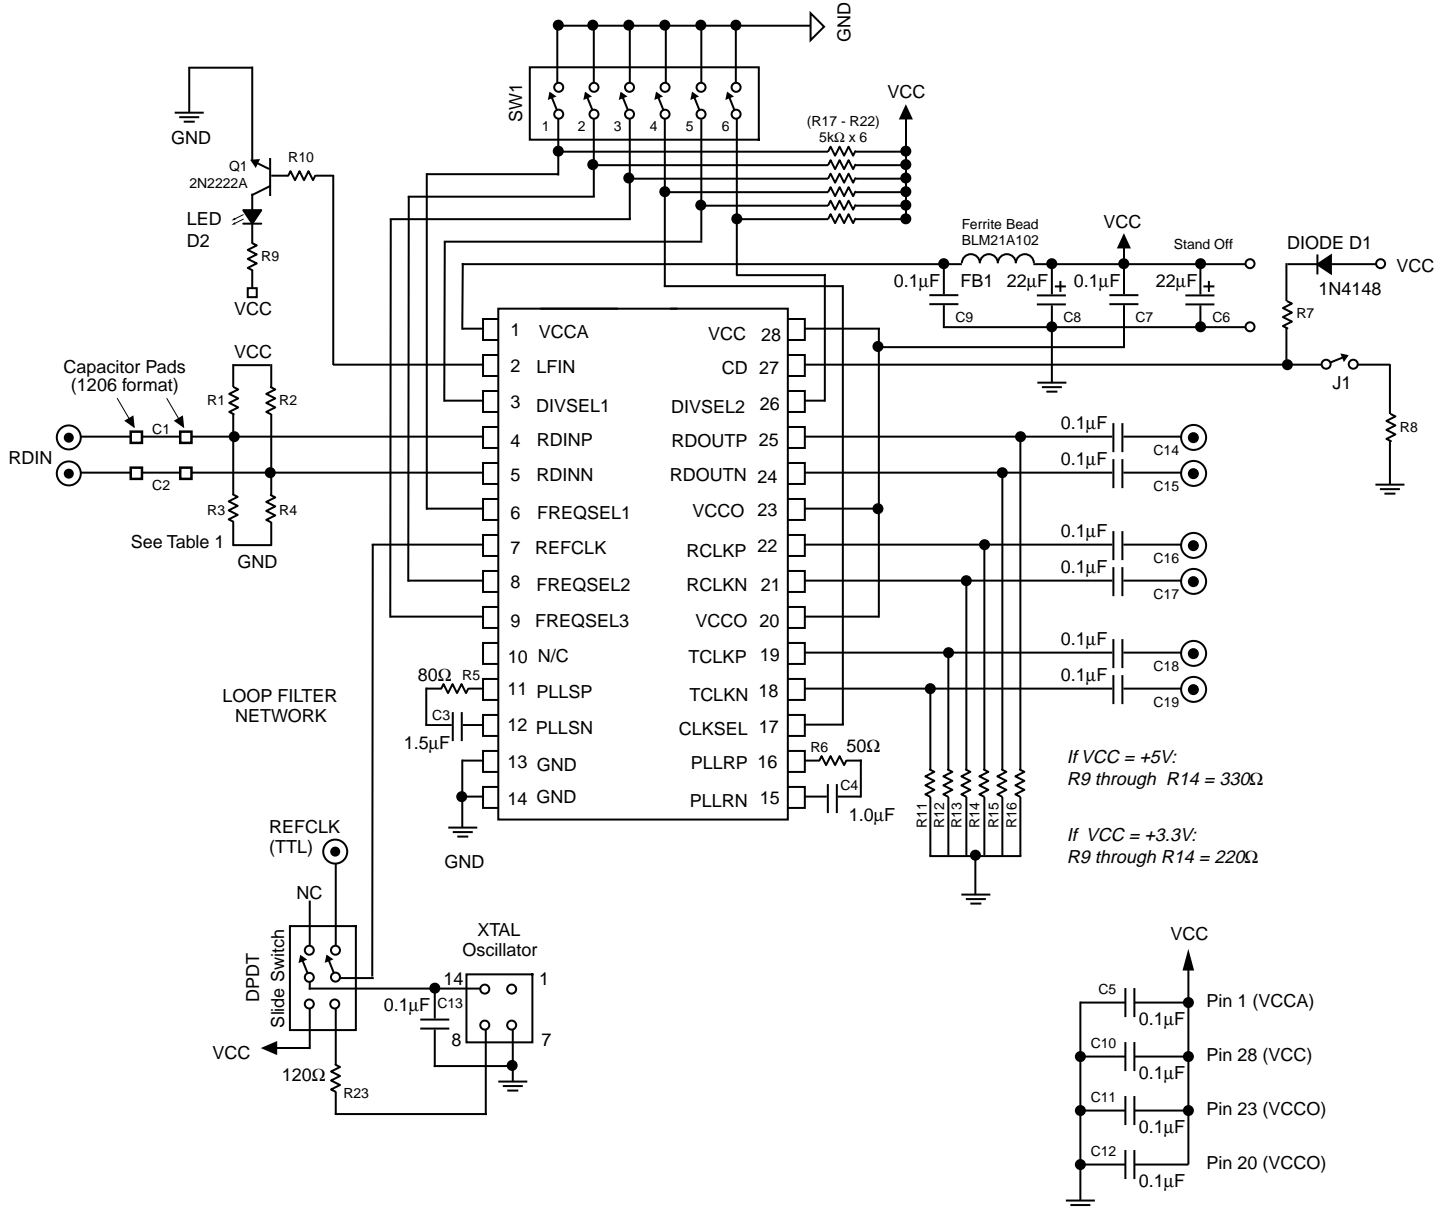 GND
SW1
1 2 3 4 5 6
VCC
(R17 - R22)
5kΩ x 6
GND
Q1
2N2222A
R10
LED
D2
R9
VCC
Ferrite Bead
BLM21A102
VCC
Stand Off
DIODE D1
VCC
1N4148
0.1µF
FB1
22µF
+
0.1µF
22µF
+
C9
C8
C7
C6
R7
J1
R8
Capacitor Pads
(1206 format)
VCC
R1
R2
C1
RDIN
C2
R3
R4
See Table 1
GND
1 VCCA
2 LFIN
3 DIVSEL1
4 RDINP
5 RDINN
6 FREQSEL1
7 REFCLK
8 FREQSEL2
9 FREQSEL3
10 N/C
11 PLLSP
12 PLLSN
13 GND
14 GND
VCC 28
CD 27
DIVSEL2 26
RDOUTP 25
RDOUTN 24
VCCO 23
RCLKP 22
RCLKN 21
VCCO 20
TCLKP 19
TCLKN 18
CLKSEL 17
PLLRP 16
PLLRN 15
0.1µF
C14
0.1µF
C15
0.1µF
C16
0.1µF
C17
0.1µF
C18
0.1µF
C19
LOOP FILTER
NETWORK
80Ω
R5
C3
1.5µF
GND
R6
50Ω
C4
1.0µF
R11
R12
R13
R14
R15
R16
If VCC = +5V:
R9 through R14 = 330Ω
If VCC = +3.3V:
R9 through R14 = 220Ω
REFCLK
(TTL)
NC
DPDT
Slide Switch
VCC
120Ω
R23
XTAL
Oscillator
14
1
0.1µF
C13
8
7
VCC
C5
0.1µF
Pin 1 (VCCA)
C10
0.1µF
Pin 28 (VCC)
C11
0.1µF
Pin 23 (VCCO)
C12
0.1µF
Pin 20 (VCCO)